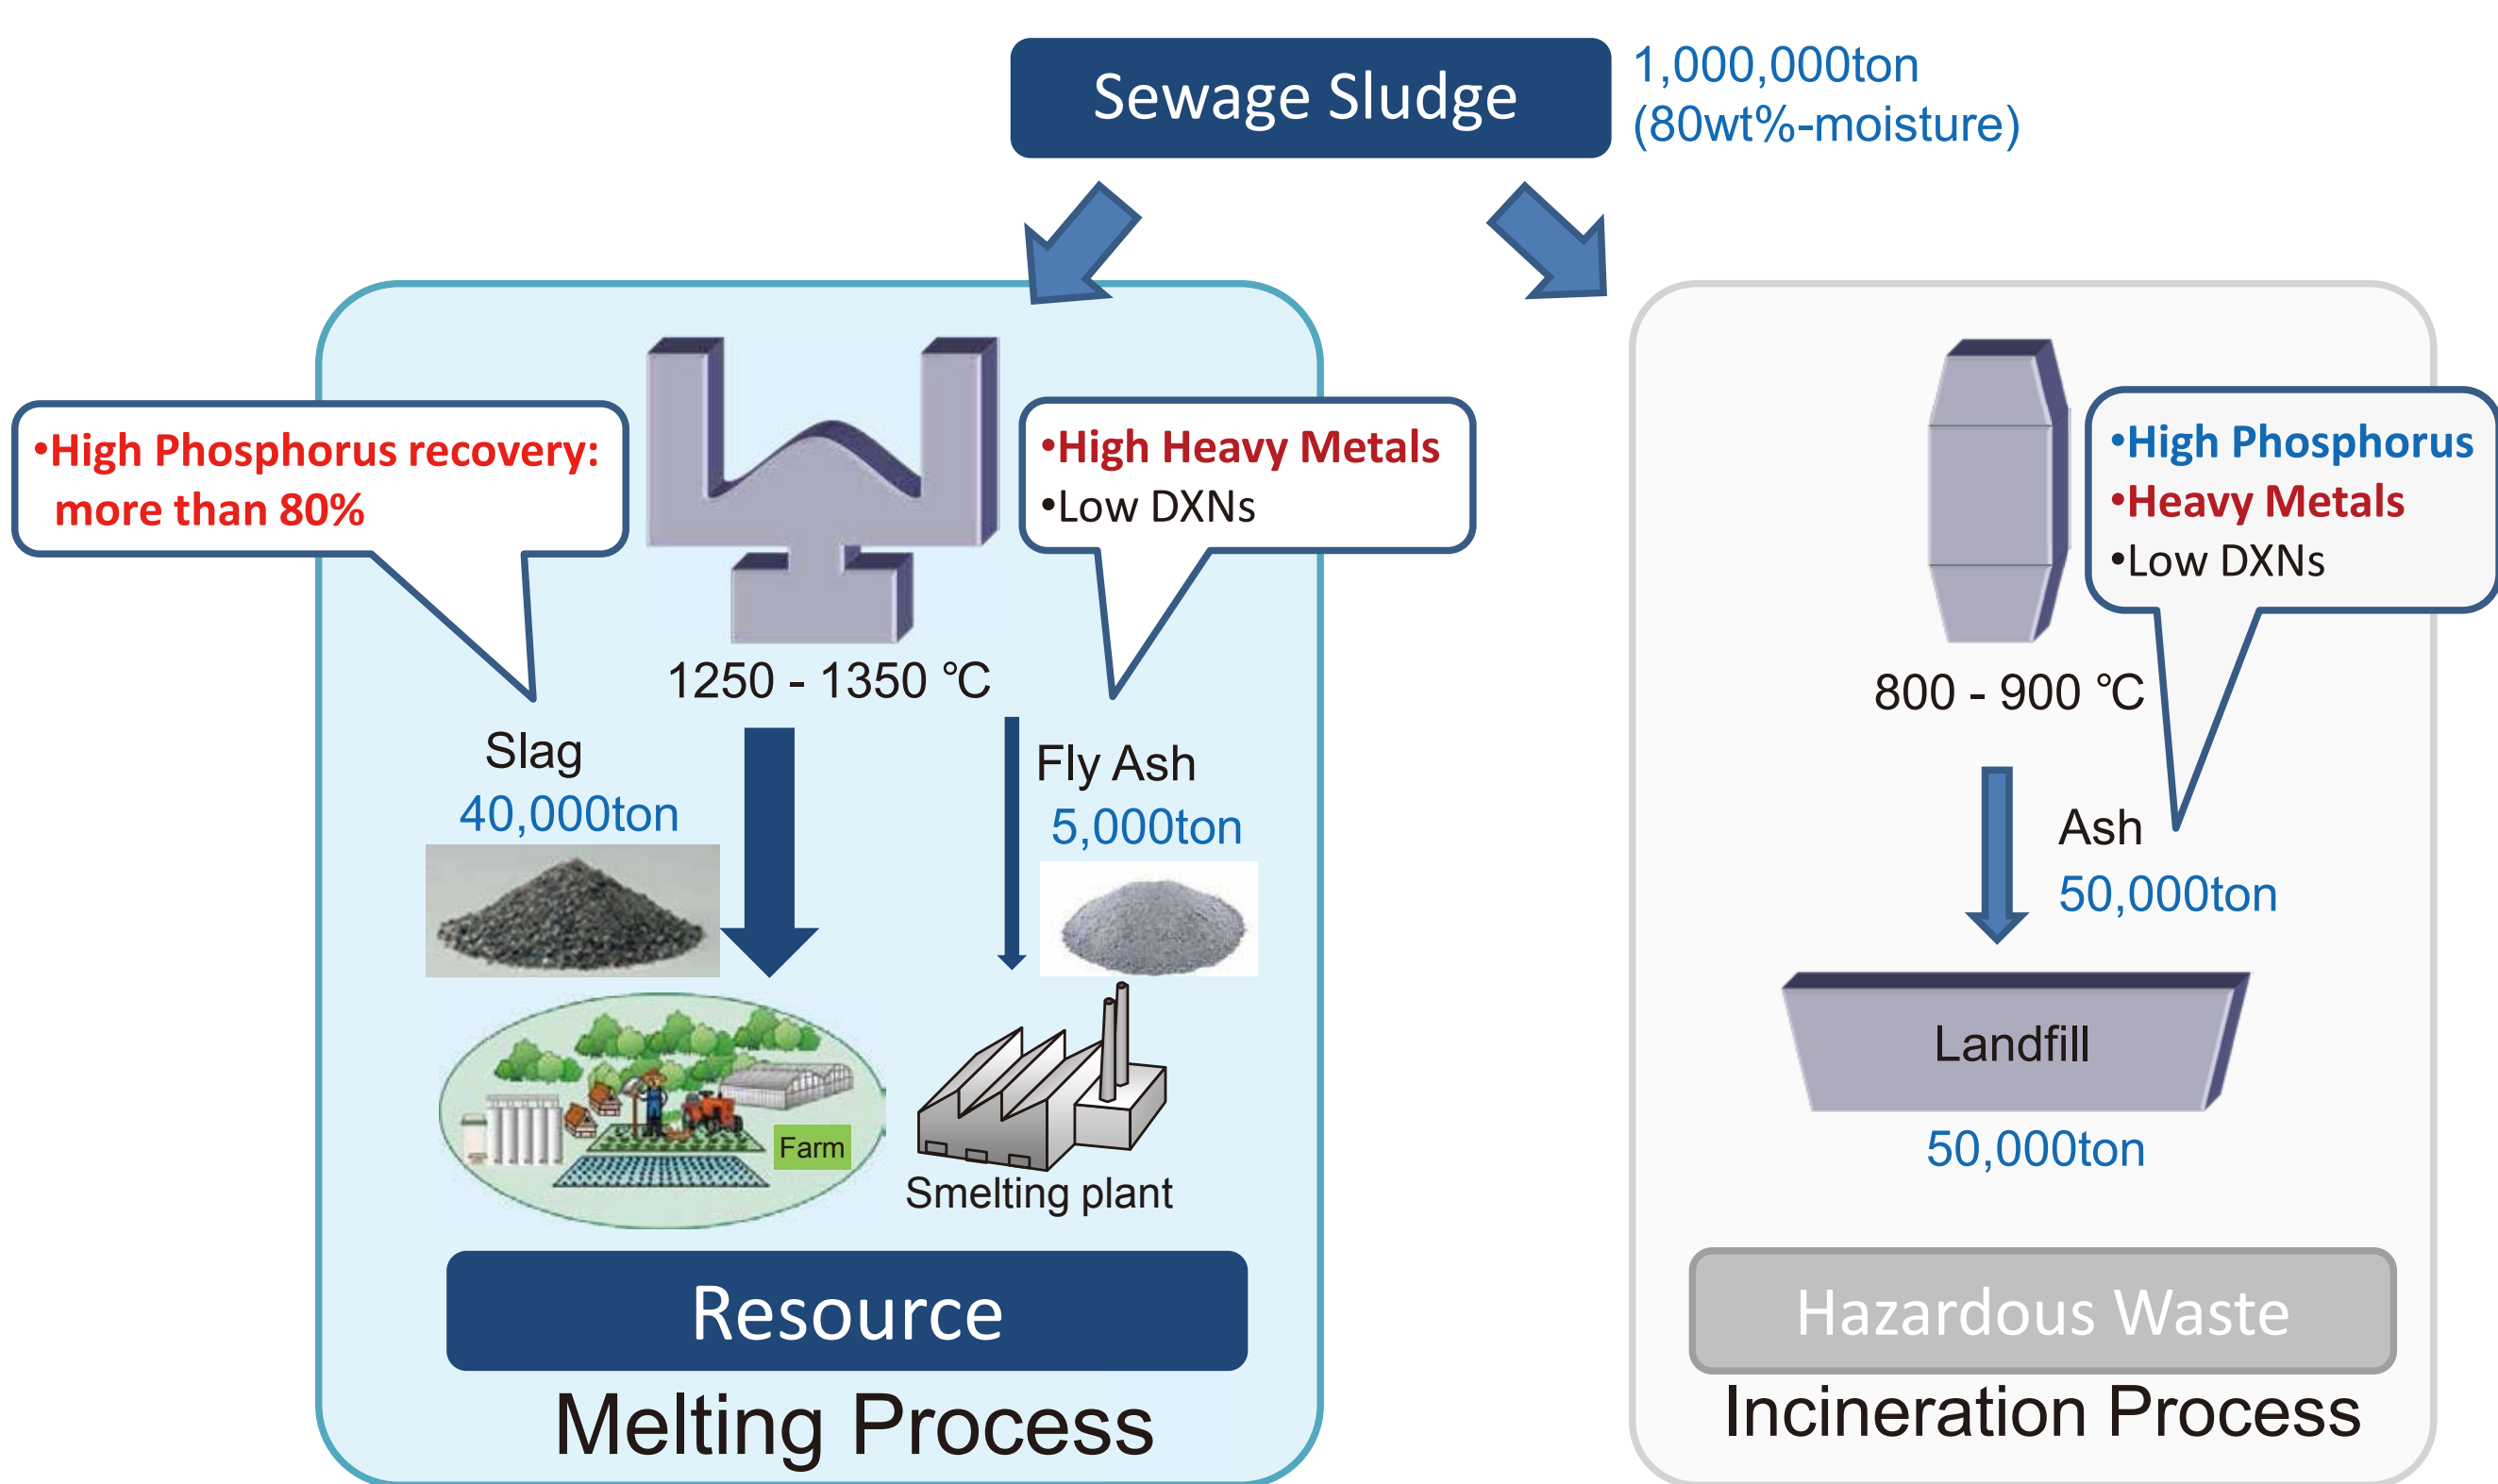 Sewage Sludge
1,000,000ton
(80wt%-moisture)
•High Phosphorus recovery:
more than 80%
•High Heavy Metals
•Low DXNs
1250 - 1350 ℃
Slag
40,000ton
Fly Ash
5,000ton
Farm
Smelting plant
Resource
Melting Process
•High Phosphorus
•Heavy Metals
•Low DXNs
800 - 900 ℃
Ash
50,000ton
Landfill
50,000ton
Hazardous Waste
Incineration Process